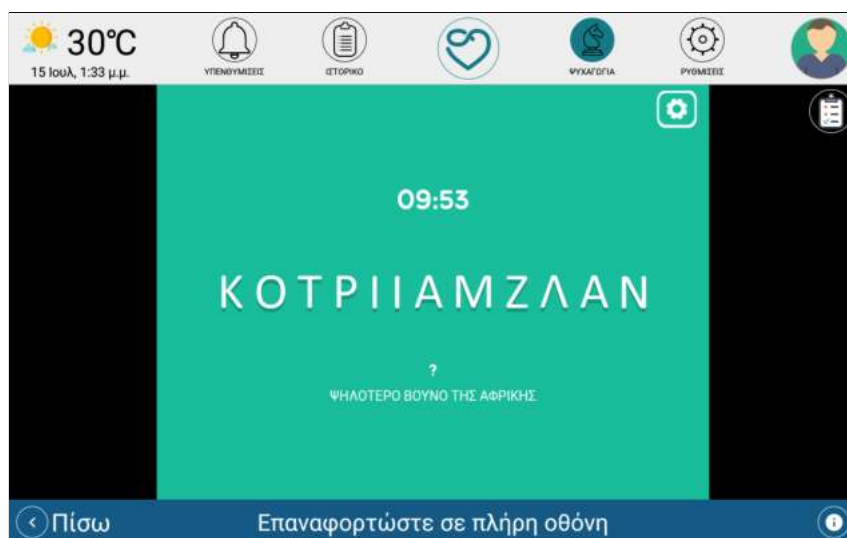 30°C
15 Ιουλ, 1:33 μ.μ.
ΥΠΕΝΘΥΜΙΣΕΙΣ
ΙΣΤΟΡΙΚΟ
ΨΥΧΑΓΩΓΙΑ
ΡΥΘΜΙΣΕΙΣ
09:53
ΚΟΤΡΙΙΑΜΖΛΑΝ
?
ΨΗΛΟΤΕΡΟ ΒΟΥΝΟ ΤΗΣ ΑΦΡΙΚΗΣ
Πίσω
Επαναφορτώστε σε πλήρη οθόνη